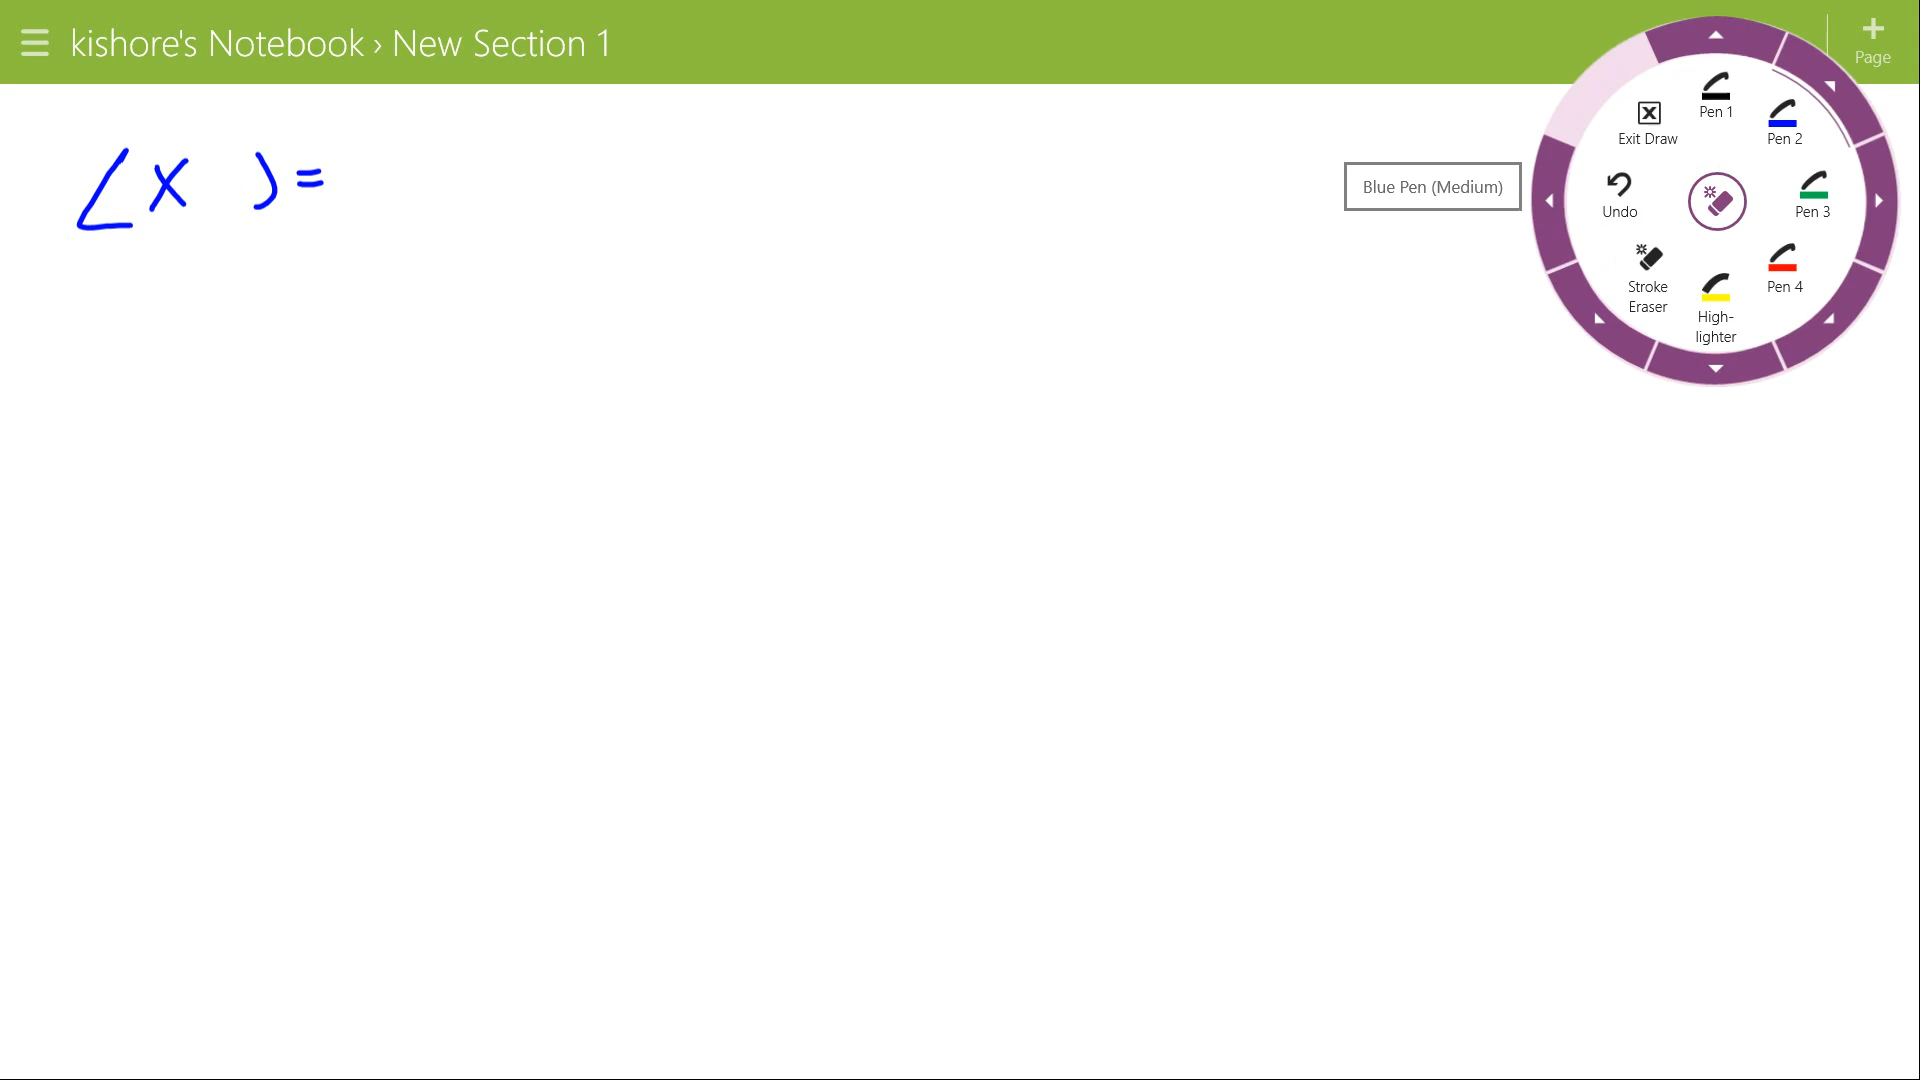 kishore's Notebook › New Section 1
Page
Pen 1
Exit Draw
Pen 2
Blue Pen (Medium)
Undo
Pen 3
Stroke
Eraser
Pen 4
High-
lighter
∠ x ) =